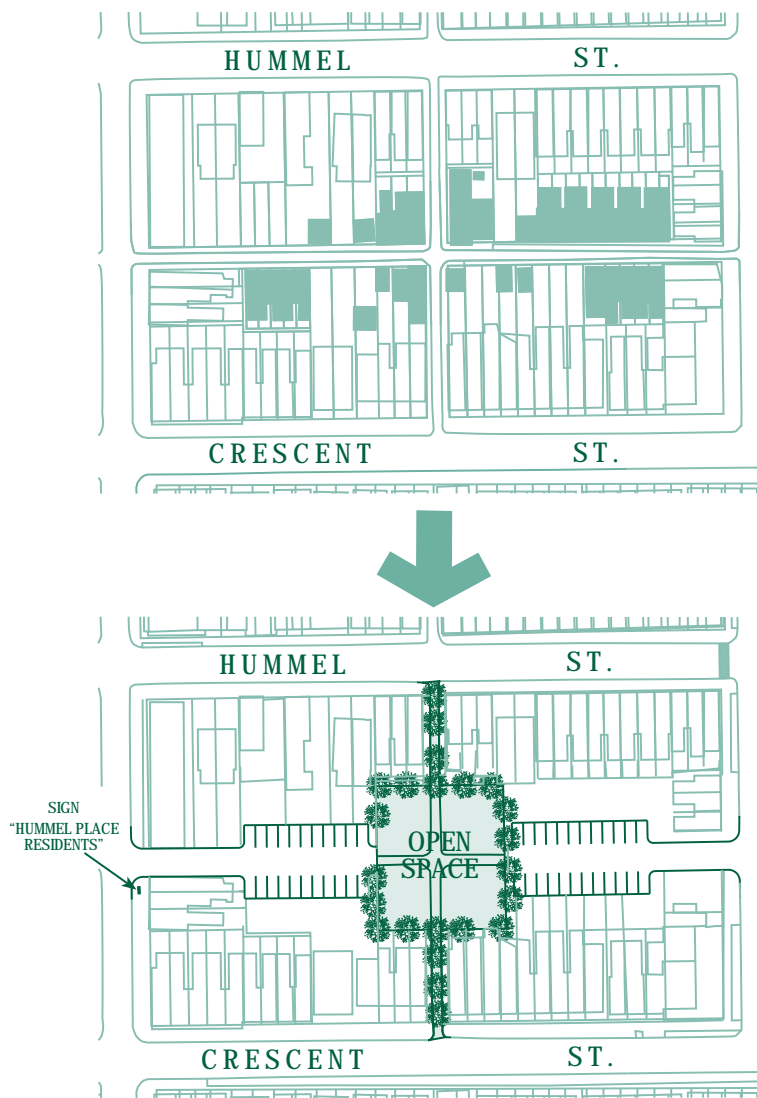 HUMMEL ST.
CRESCENT ST.
HUMMEL ST.
SIGN
“HUMMEL PLACE
RESIDENTS”
OPEN
SPACE
CRESCENT ST.